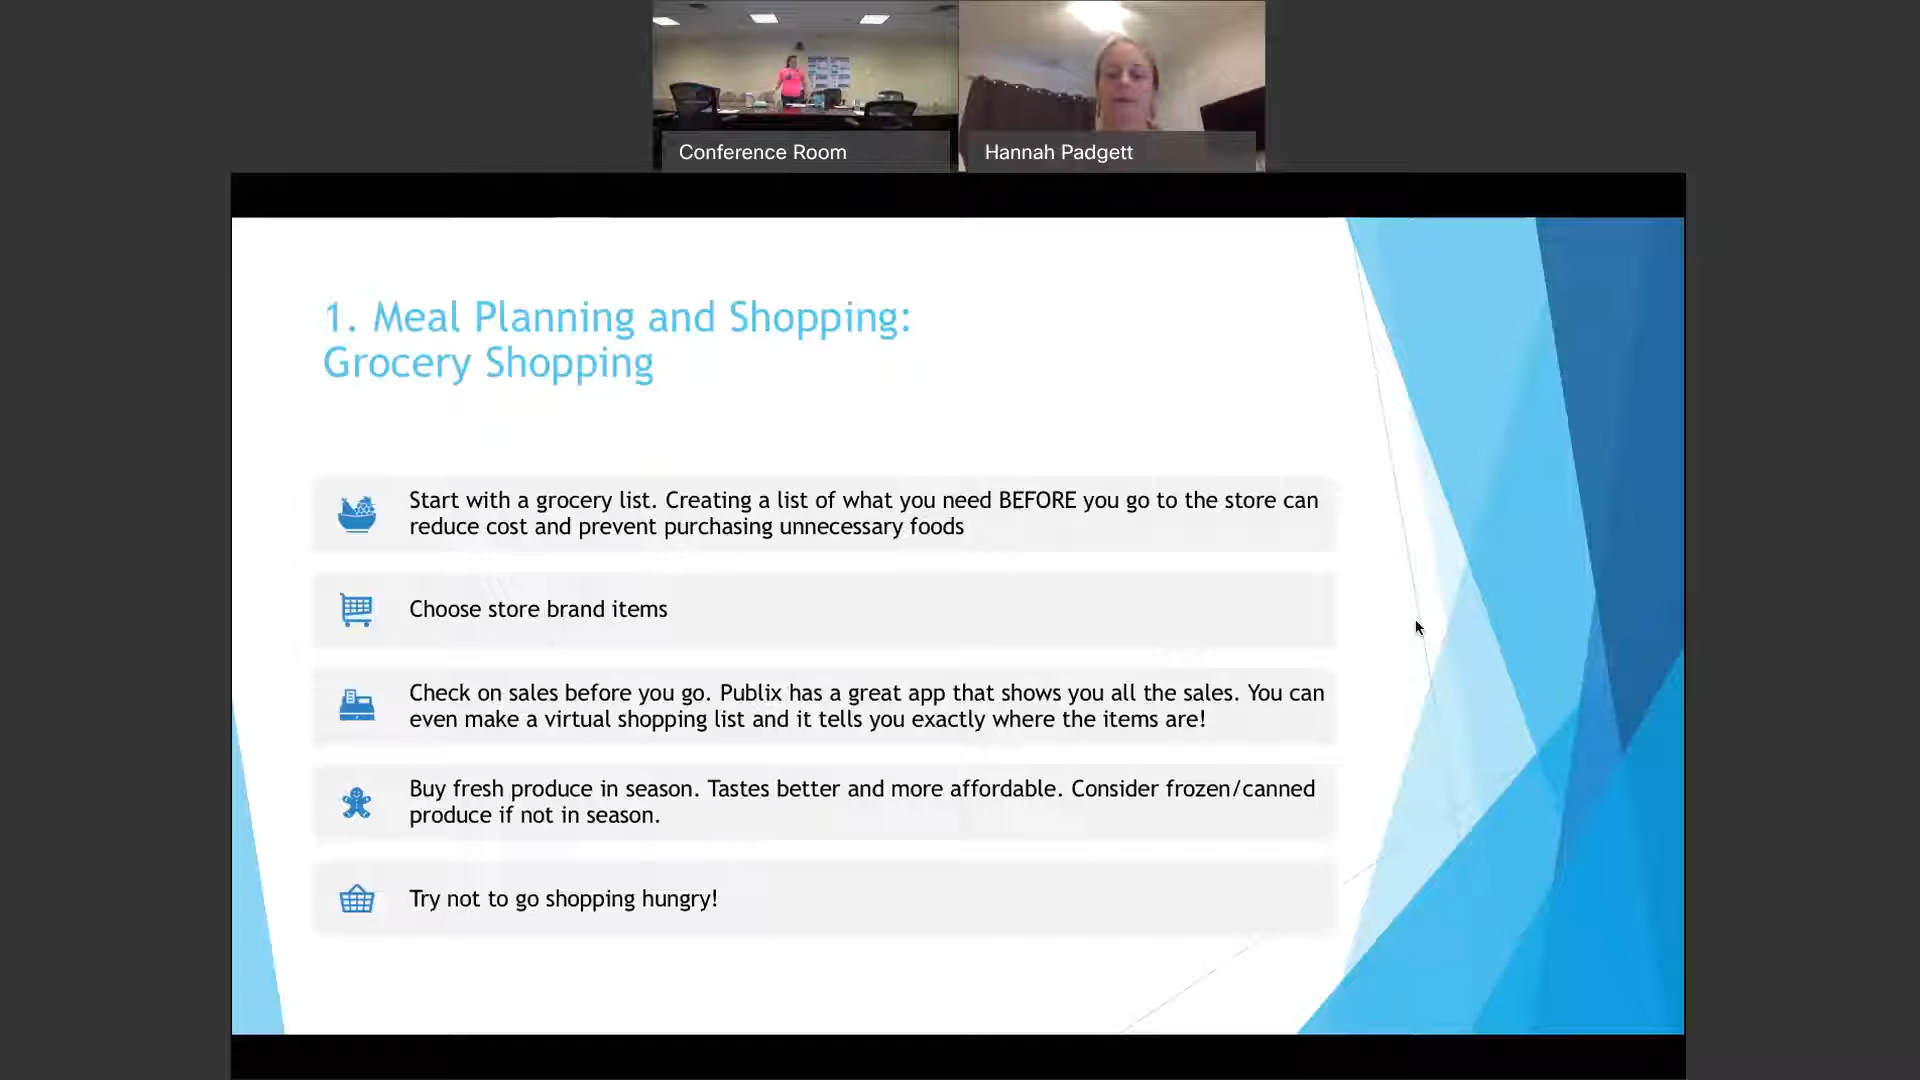 Conference Room
Hannah Padgett
1. Meal Planning and Shopping:
Grocery Shopping
Start with a grocery list. Creating a list of what you need BEFORE you go to the store can
reduce cost and prevent purchasing unnecessary foods
Choose store brand items
Check on sales before you go. Publix has a great app that shows you all the sales. You can
even make a virtual shopping list and it tells you exactly where the items are!
Buy fresh produce in season. Tastes better and more affordable. Consider frozen/canned
produce if not in season.
Try not to go shopping hungry!